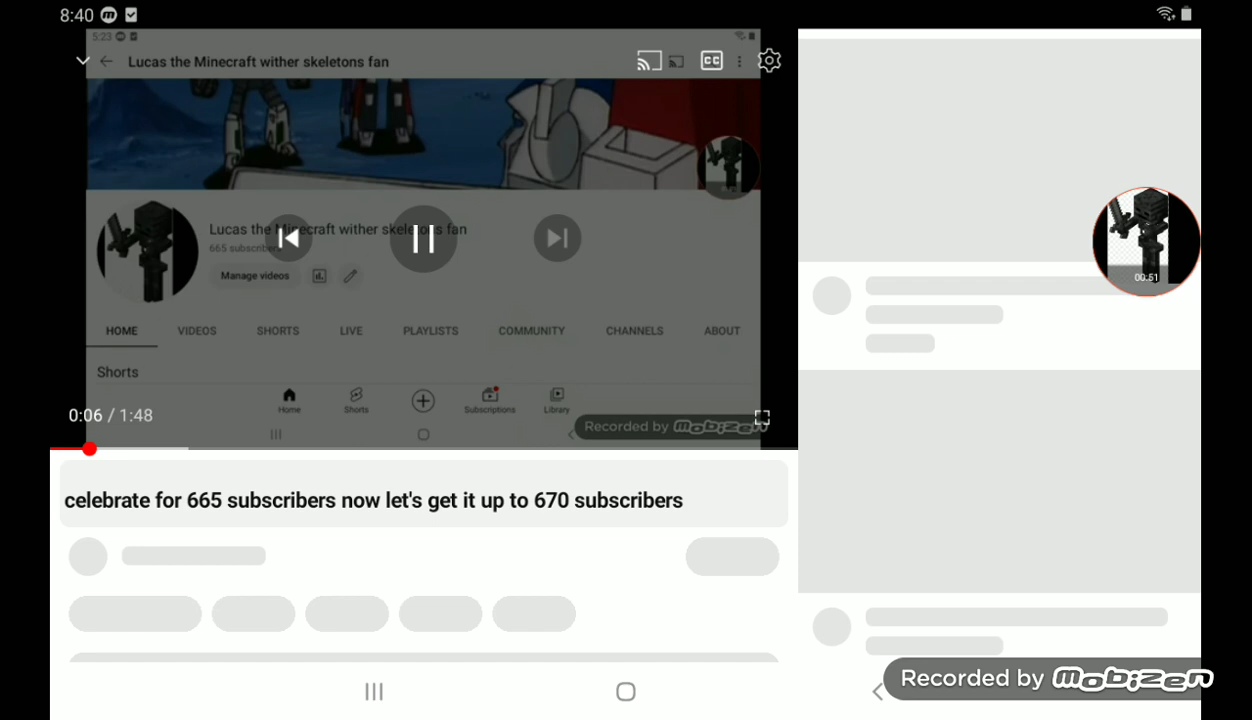 8:40
5:23
Lucas the Minecraft wither skeletons fan
CC
Lucas the Minecraft wither skeletons fan
665 subscribers
Manage videos
HOME VIDEOS SHORTS LIVE PLAYLISTS COMMUNITY CHANNELS ABOUT
Shorts
Home Shorts Subscriptions Library
0:06 / 1:48
Recorded by mobizen
celebrate for 665 subscribers now let's get it up to 670 subscribers
00:51
Recorded by mobizen